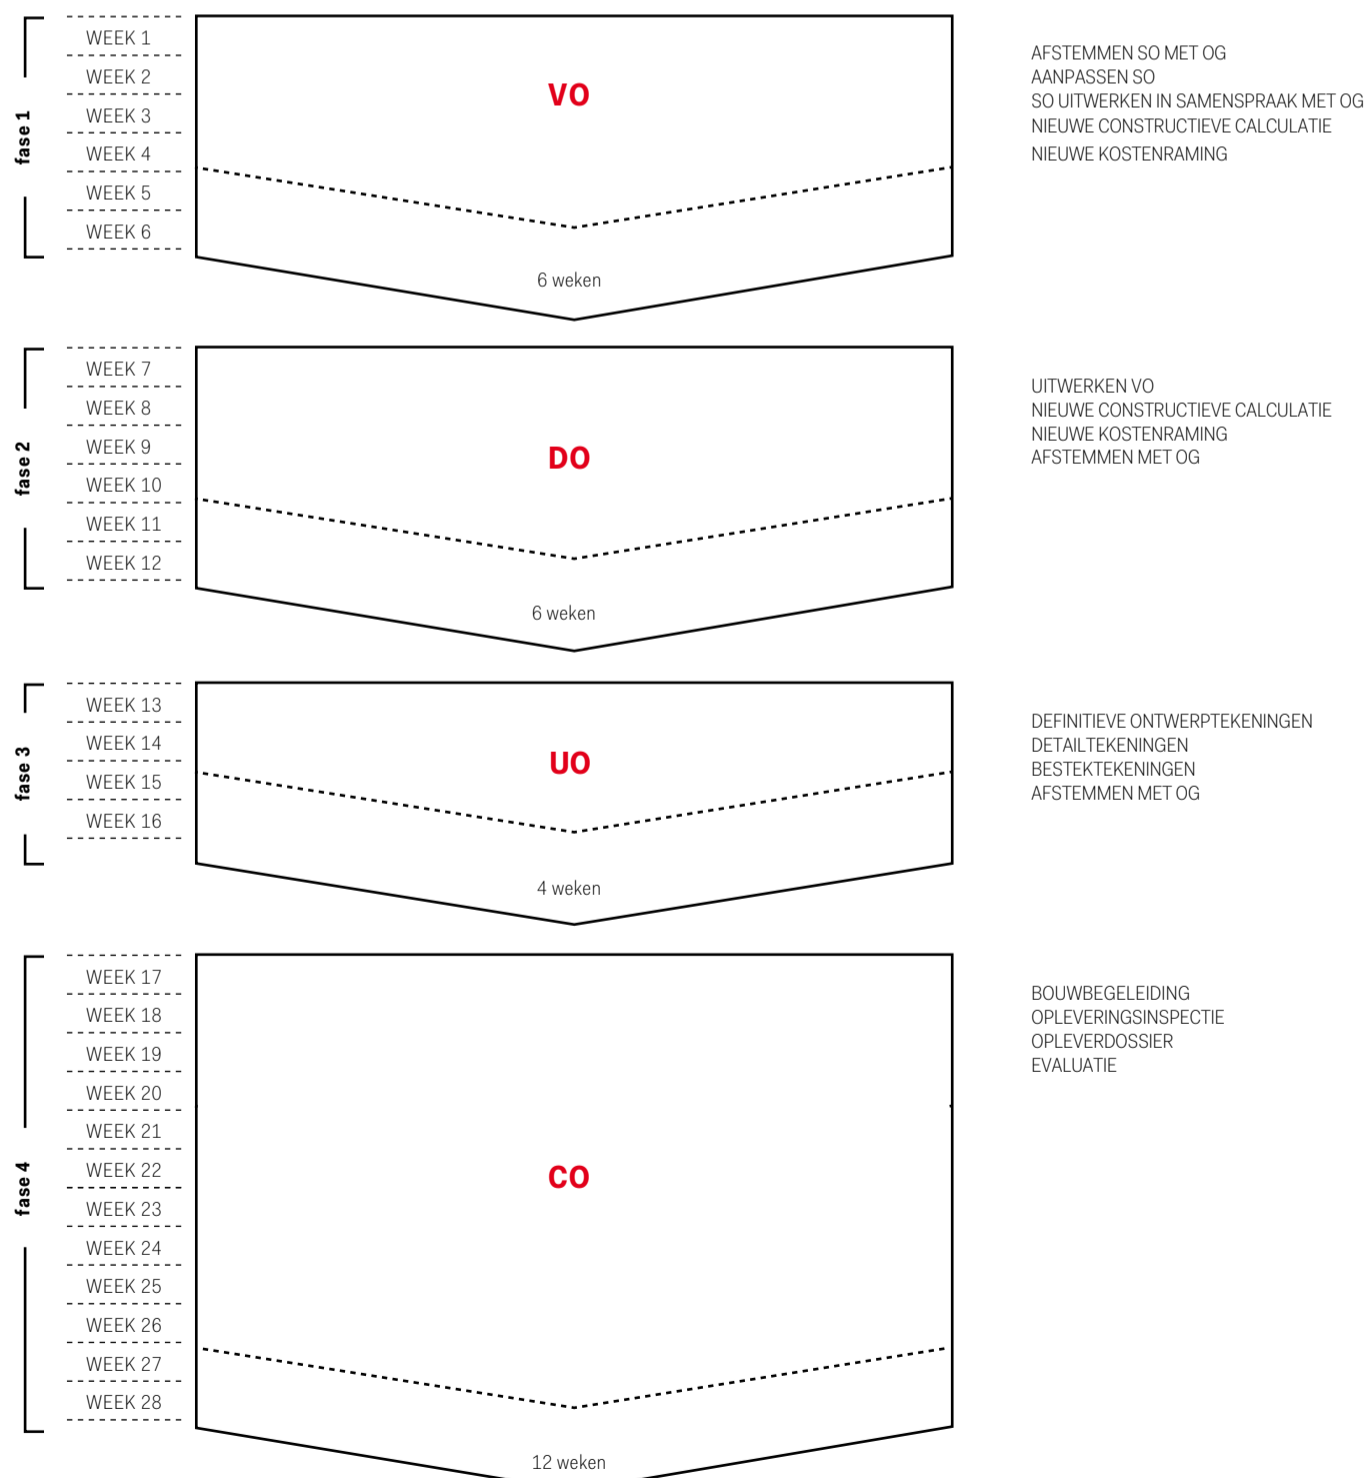 fase 1
WEEK 1
WEEK 2
WEEK 3
WEEK 4
WEEK 5
WEEK 6
VO
6 weken
AFSTEMMEN SO MET OG
AANPASSEN SO
SO UITWERKEN IN SAMENSPRAAK MET OG
NIEUWE CONSTRUCTIEVE CALCULATIE
NIEUWE KOSTENRAMING
fase 2
WEEK 7
WEEK 8
WEEK 9
WEEK 10
WEEK 11
WEEK 12
DO
6 weken
UITWERKEN VO
NIEUWE CONSTRUCTIEVE CALCULATIE
NIEUWE KOSTENRAMING
AFSTEMMEN MET OG
fase 3
WEEK 13
WEEK 14
WEEK 15
WEEK 16
UO
4 weken
DEFINITIEVE ONTWERPTEKENINGEN
DETAILTEKENINGEN
BESTEKTEKENINGEN
AFSTEMMEN MET OG
fase 4
WEEK 17
WEEK 18
WEEK 19
WEEK 20
WEEK 21
WEEK 22
WEEK 23
WEEK 24
WEEK 25
WEEK 26
WEEK 27
WEEK 28
CO
12 weken
BOUWBEGELEIDING
OPLEVERINGSINSPECTIE
OPLEVERDOSSIER
EVALUATIE